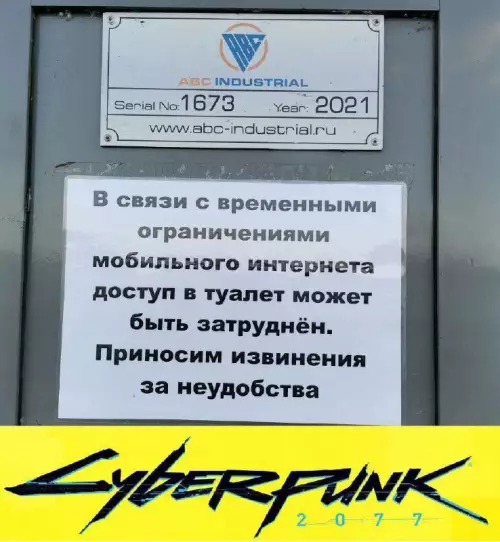 ABC
ABC INDUSTRIAL
Serial No: 1673 Year: 2021
www.abc-industrial.ru
В связи с временными
ограничениями
мобильного интернета
доступ в туалет может
быть затруднён.
Приносим извинения
за неудобства
CYBERPUNK
2077